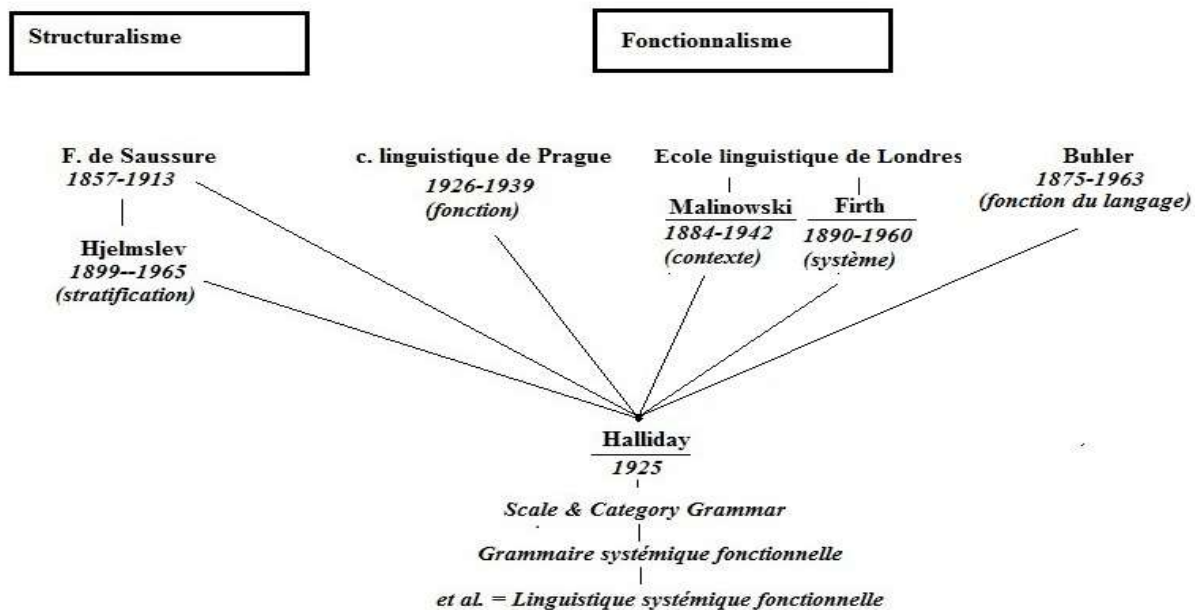 Structuralisme
Fonctionnalisme
F. de Saussure
1857-1913
c. linguistique de Prague
1926-1939
(fonction)
Ecole linguistique de Londres
Buhler
1875-1963
(fonction du langage)
Malinowski
1884-1942
(contexte)
Firth
1890-1960
(système)
Hjelmslev
1899--1965
(stratification)
Halliday
1925
Scale & Category Grammar
Grammaire systémique fonctionnelle
et al. = Linguistique systémique fonctionnelle